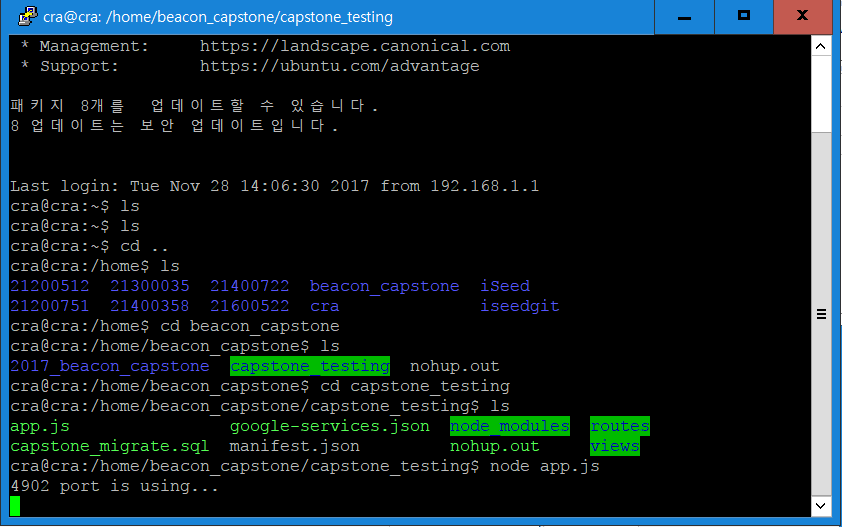 cra@cra: /home/beacon_capstone/capstone_testing
* Management: https://landscape.canonical.com
* Support: https://ubuntu.com/advantage
패키지 8개를 업데이트할 수 있습니다.
8 업데이트는 보안 업데이트입니다.
Last login: Tue Nov 28 14:06:30 2017 from 192.168.1.1
cra@cra:~$ ls
cra@cra:~$ ls
cra@cra:~$ cd ..
cra@cra:/home$ ls
21200512 21300035 21400722 beacon_capstone iSeed
21200751 21400358 21600522 cra iseedgit
cra@cra:/home$ cd beacon_capstone
cra@cra:/home/beacon_capstone$ ls
2017_beacon_capstone capstone_testing nohup.out
cra@cra:/home/beacon_capstone$ cd capstone_testing
cra@cra:/home/beacon_capstone/capstone_testing$ ls
app.js google-services.json node_modules routes
capstone_migrate.sql manifest.json nohup.out views
cra@cra:/home/beacon_capstone/capstone_testing$ node app.js
4902 port is using...